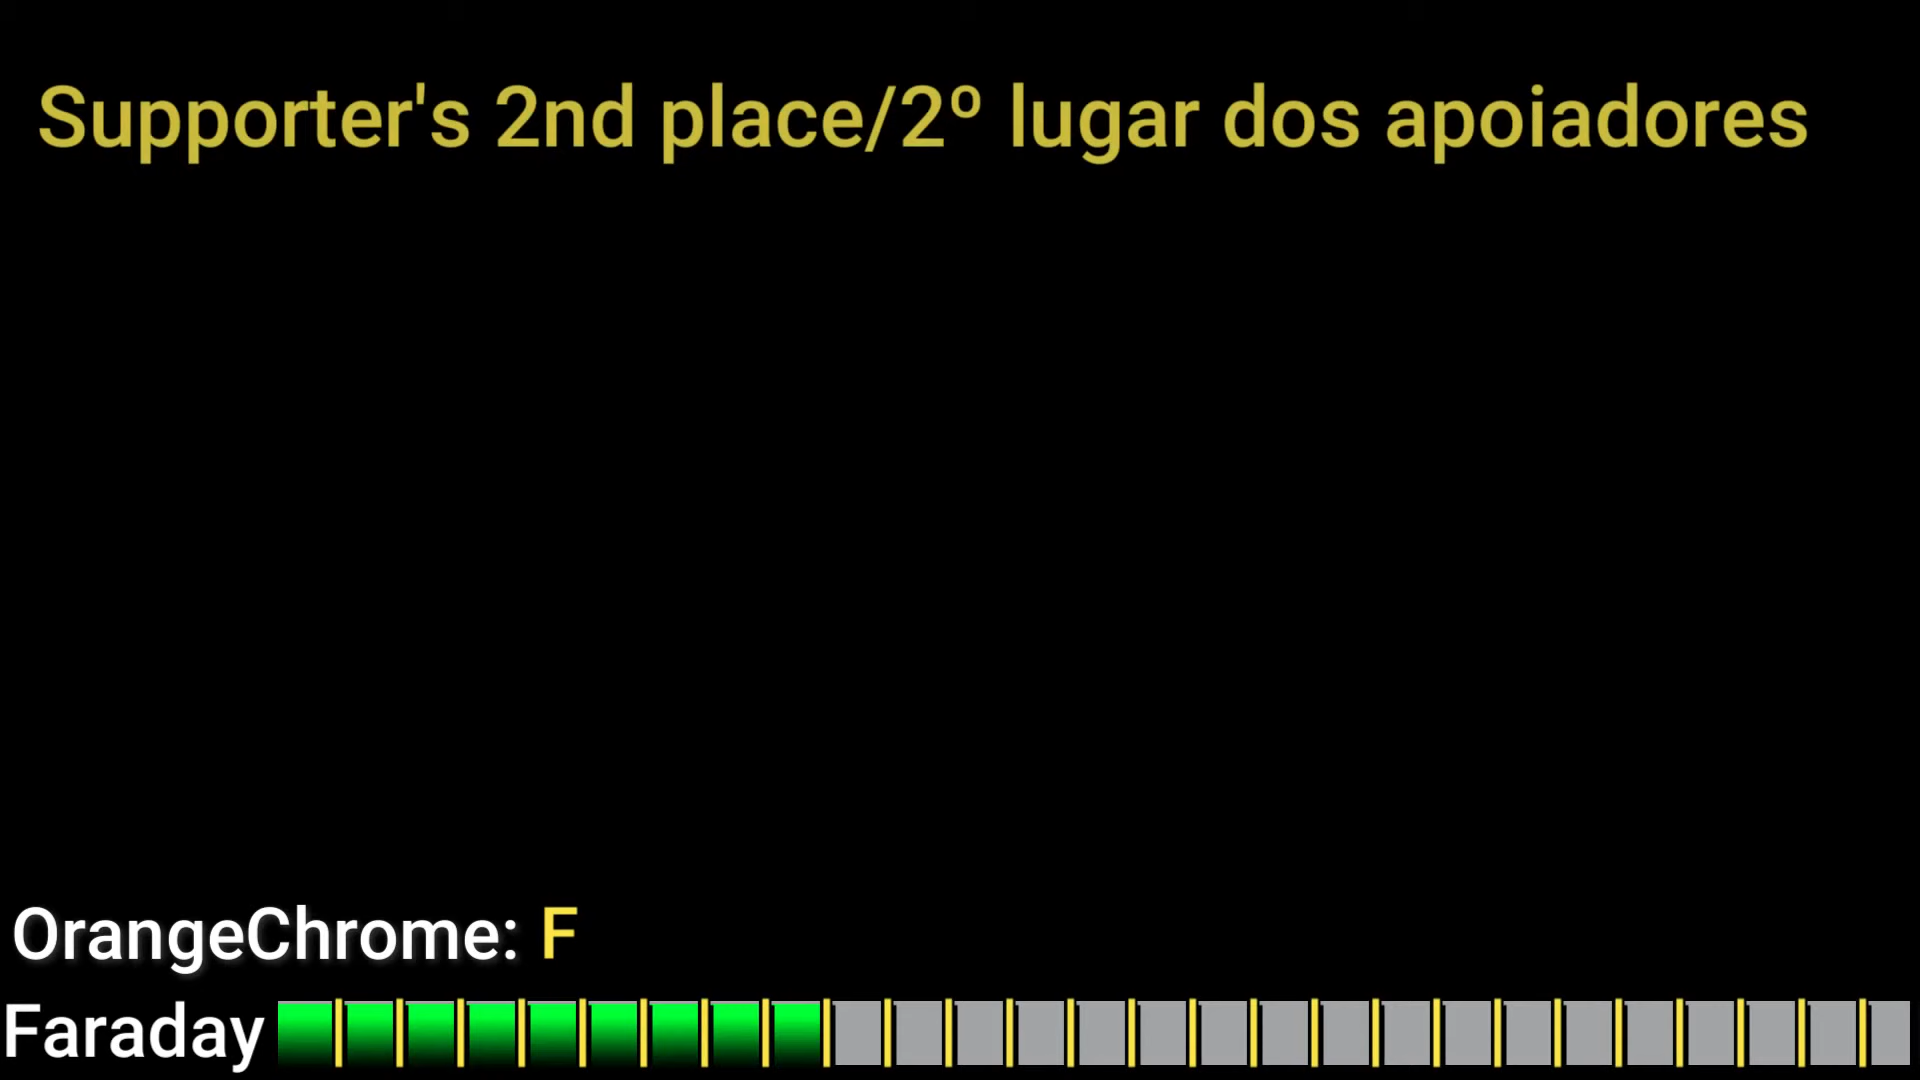 Supporter's 2nd place/2º lugar dos apoiadores
OrangeChrome: F
Faraday